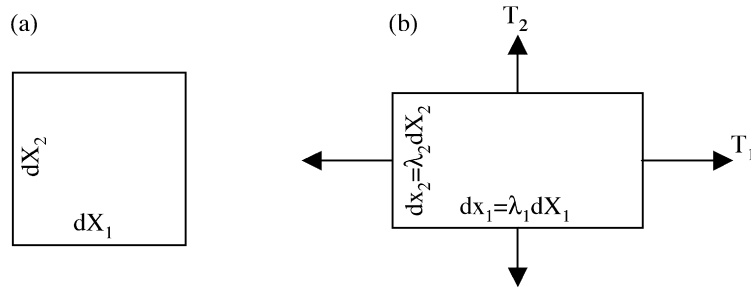 (a)
dX₂
dX₁
(b)
T₂
T₁
dx₂=λ₂dX₂
dx₁=λ₁dX₁